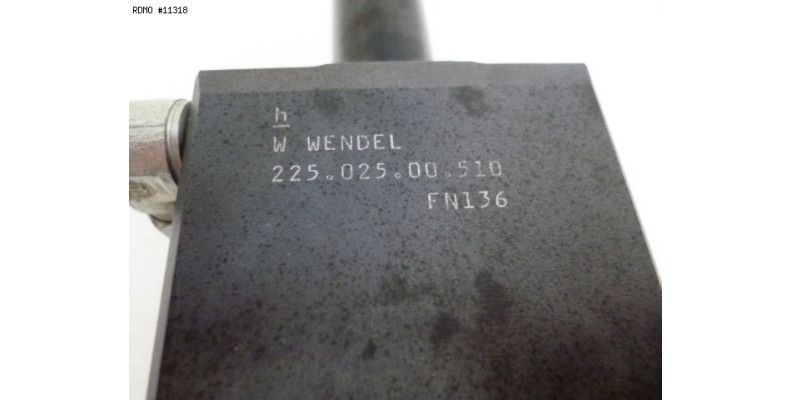 RDMO #11318
h
W WENDEL
225.025.00.510
FN136